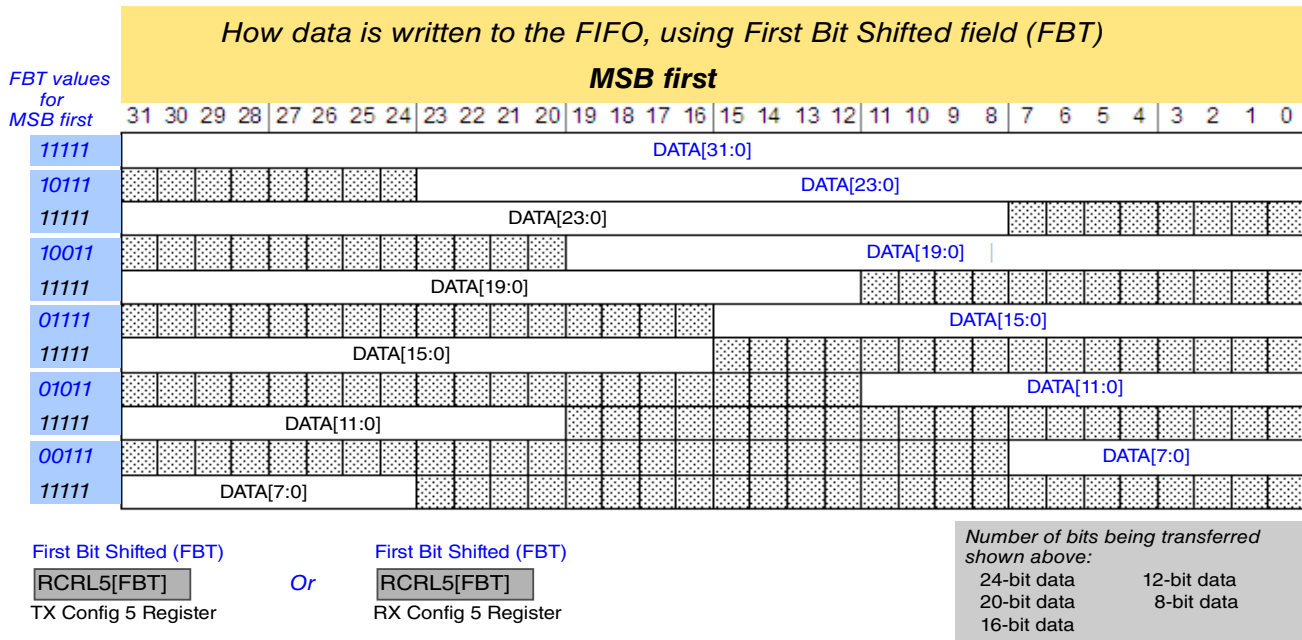 How data is written to the FIFO, using First Bit Shifted field (FBT)
MSB first
FBT values
for
MSB first
31 30 29 28 27 26 25 24 23 22 21 20 19 18 17 16 15 14 13 12 11 10 9 8 7 6 5 4 3 2 1 0
11111 DATA[31:0]
10111 DATA[23:0]
11111 DATA[23:0]
10011 DATA[19:0]
11111 DATA[19:0]
01111 DATA[15:0]
11111 DATA[15:0]
01011 DATA[11:0]
11111 DATA[11:0]
00111 DATA[7:0]
11111 DATA[7:0]
First Bit Shifted (FBT)
RCRL5[FBT]
TX Config 5 Register
Or
First Bit Shifted (FBT)
RCRL5[FBT]
RX Config 5 Register
Number of bits being transferred
shown above:
24-bit data 12-bit data
20-bit data 8-bit data
16-bit data